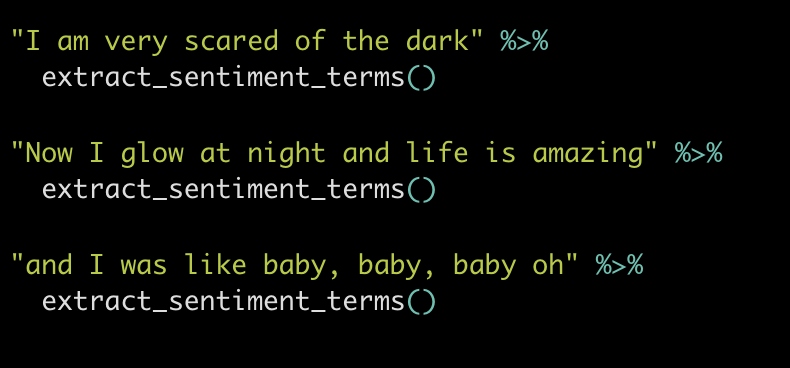 "I am very scared of the dark" %>%
extract_sentiment_terms()
"Now I glow at night and life is amazing" %>%
extract_sentiment_terms()
"and I was like baby, baby, baby oh" %>%
extract_sentiment_terms()